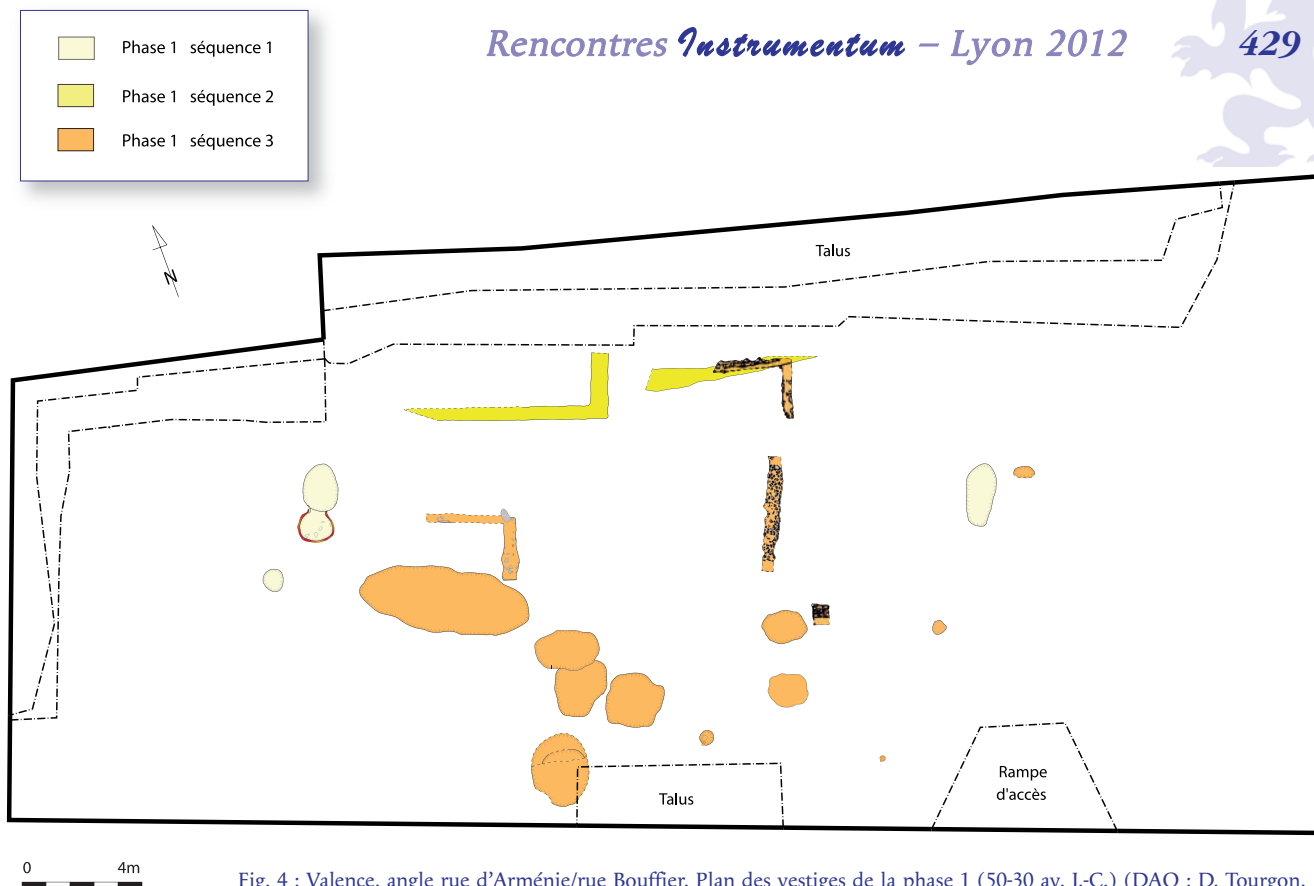 Rencontres Instrumentum – Lyon 2012
429
Phase 1 séquence 1
Phase 1 séquence 2
Phase 1 séquence 3
N
Talus
Talus
Rampe
d'accès
0 4m
Fig. 4 : Valence, angle rue d'Arménie/rue Bouffier. Plan des vestiges de la phase 1 (50-30 av. J.-C.) (DAO : D. Tourgon,